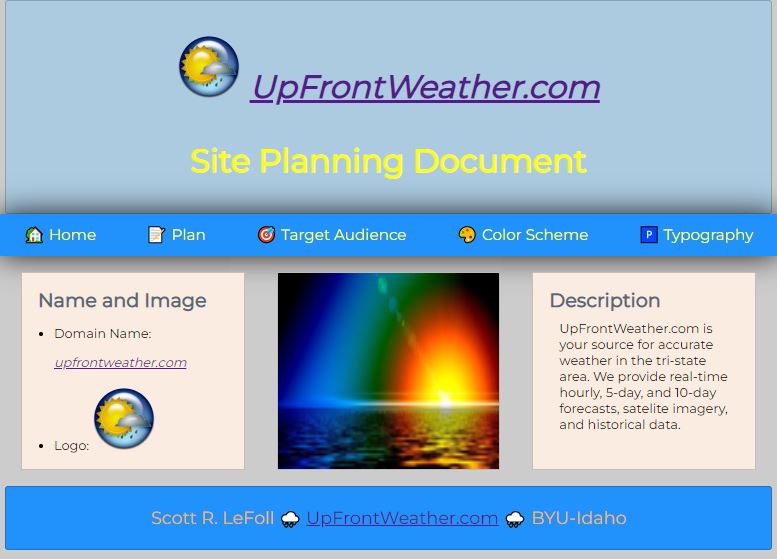 UpFrontWeather.com
Site Planning Document
Home Plan Target Audience Color Scheme P Typography
Name and Image
Domain Name:
upfrontweather.com
Logo:
Description
UpFrontWeather.com is
your source for accurate
weather in the tri-state
area. We provide real-time
hourly, 5-day, and 10-day
forecasts, satelite imagery,
and historical data.
Scott R. LeFoll UpFrontWeather.com BYU-Idaho